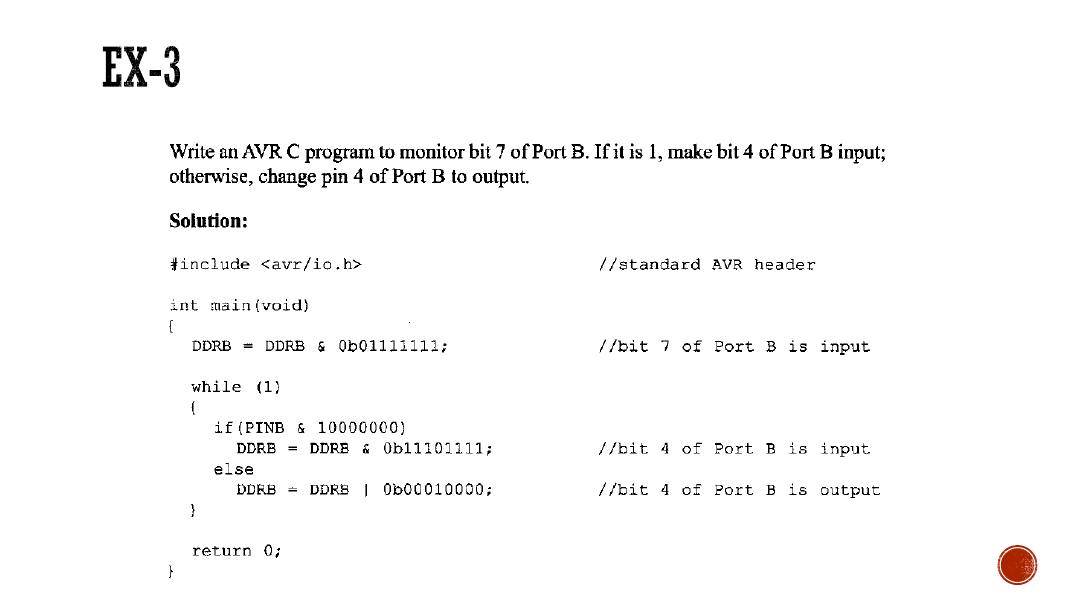 EX-3
Write an AVR C program to monitor bit 7 of Port B. If it is 1, make bit 4 of Port B input;
otherwise, change pin 4 of Port B to output.
Solution:
#include <avr/io.h> //standard AVR header
int main(void)
{
DDRB = DDRB & 0b01111111; //bit 7 of Port B is input
while (1)
{
if(PINB & 10000000)
DDRB = DDRB & 0b11101111; //bit 4 of Port B is input
else
DDRB = DDRB | 0b00010000; //bit 4 of Port B is output
}
return 0;
}